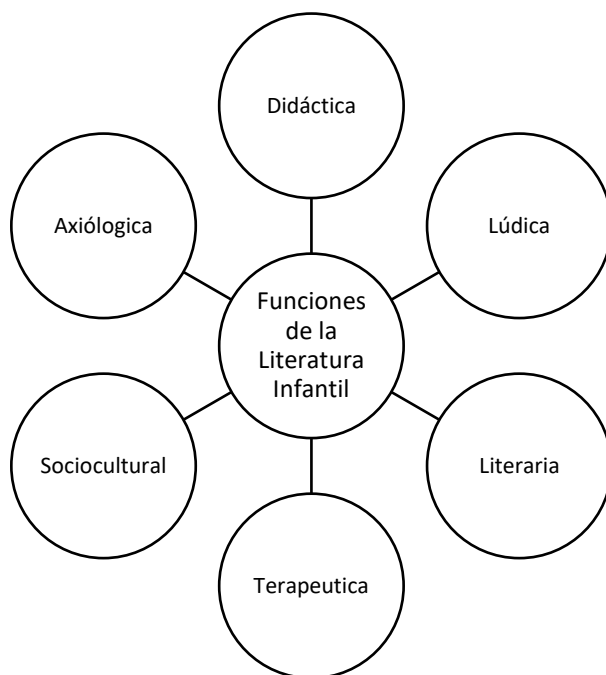 Didáctica
Axiólogica
Lúdica
Funciones
de la
Literatura
Infantil
Sociocultural
Literaria
Terapeutica